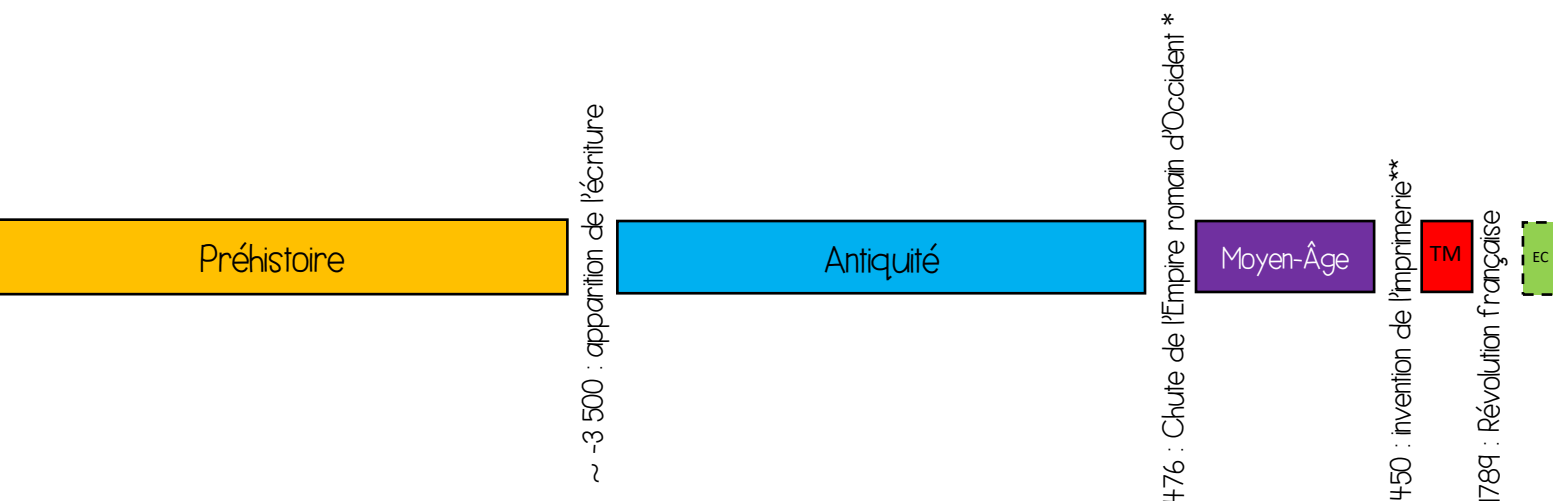 Préhistoire
~ -3 500 : apparition de l'écriture
Antiquité
476 : Chute de l'Empire romain d'Occident *
Moyen-Âge
450 : invention de l'imprimerie**
TM
1789 : Révolution française
EC